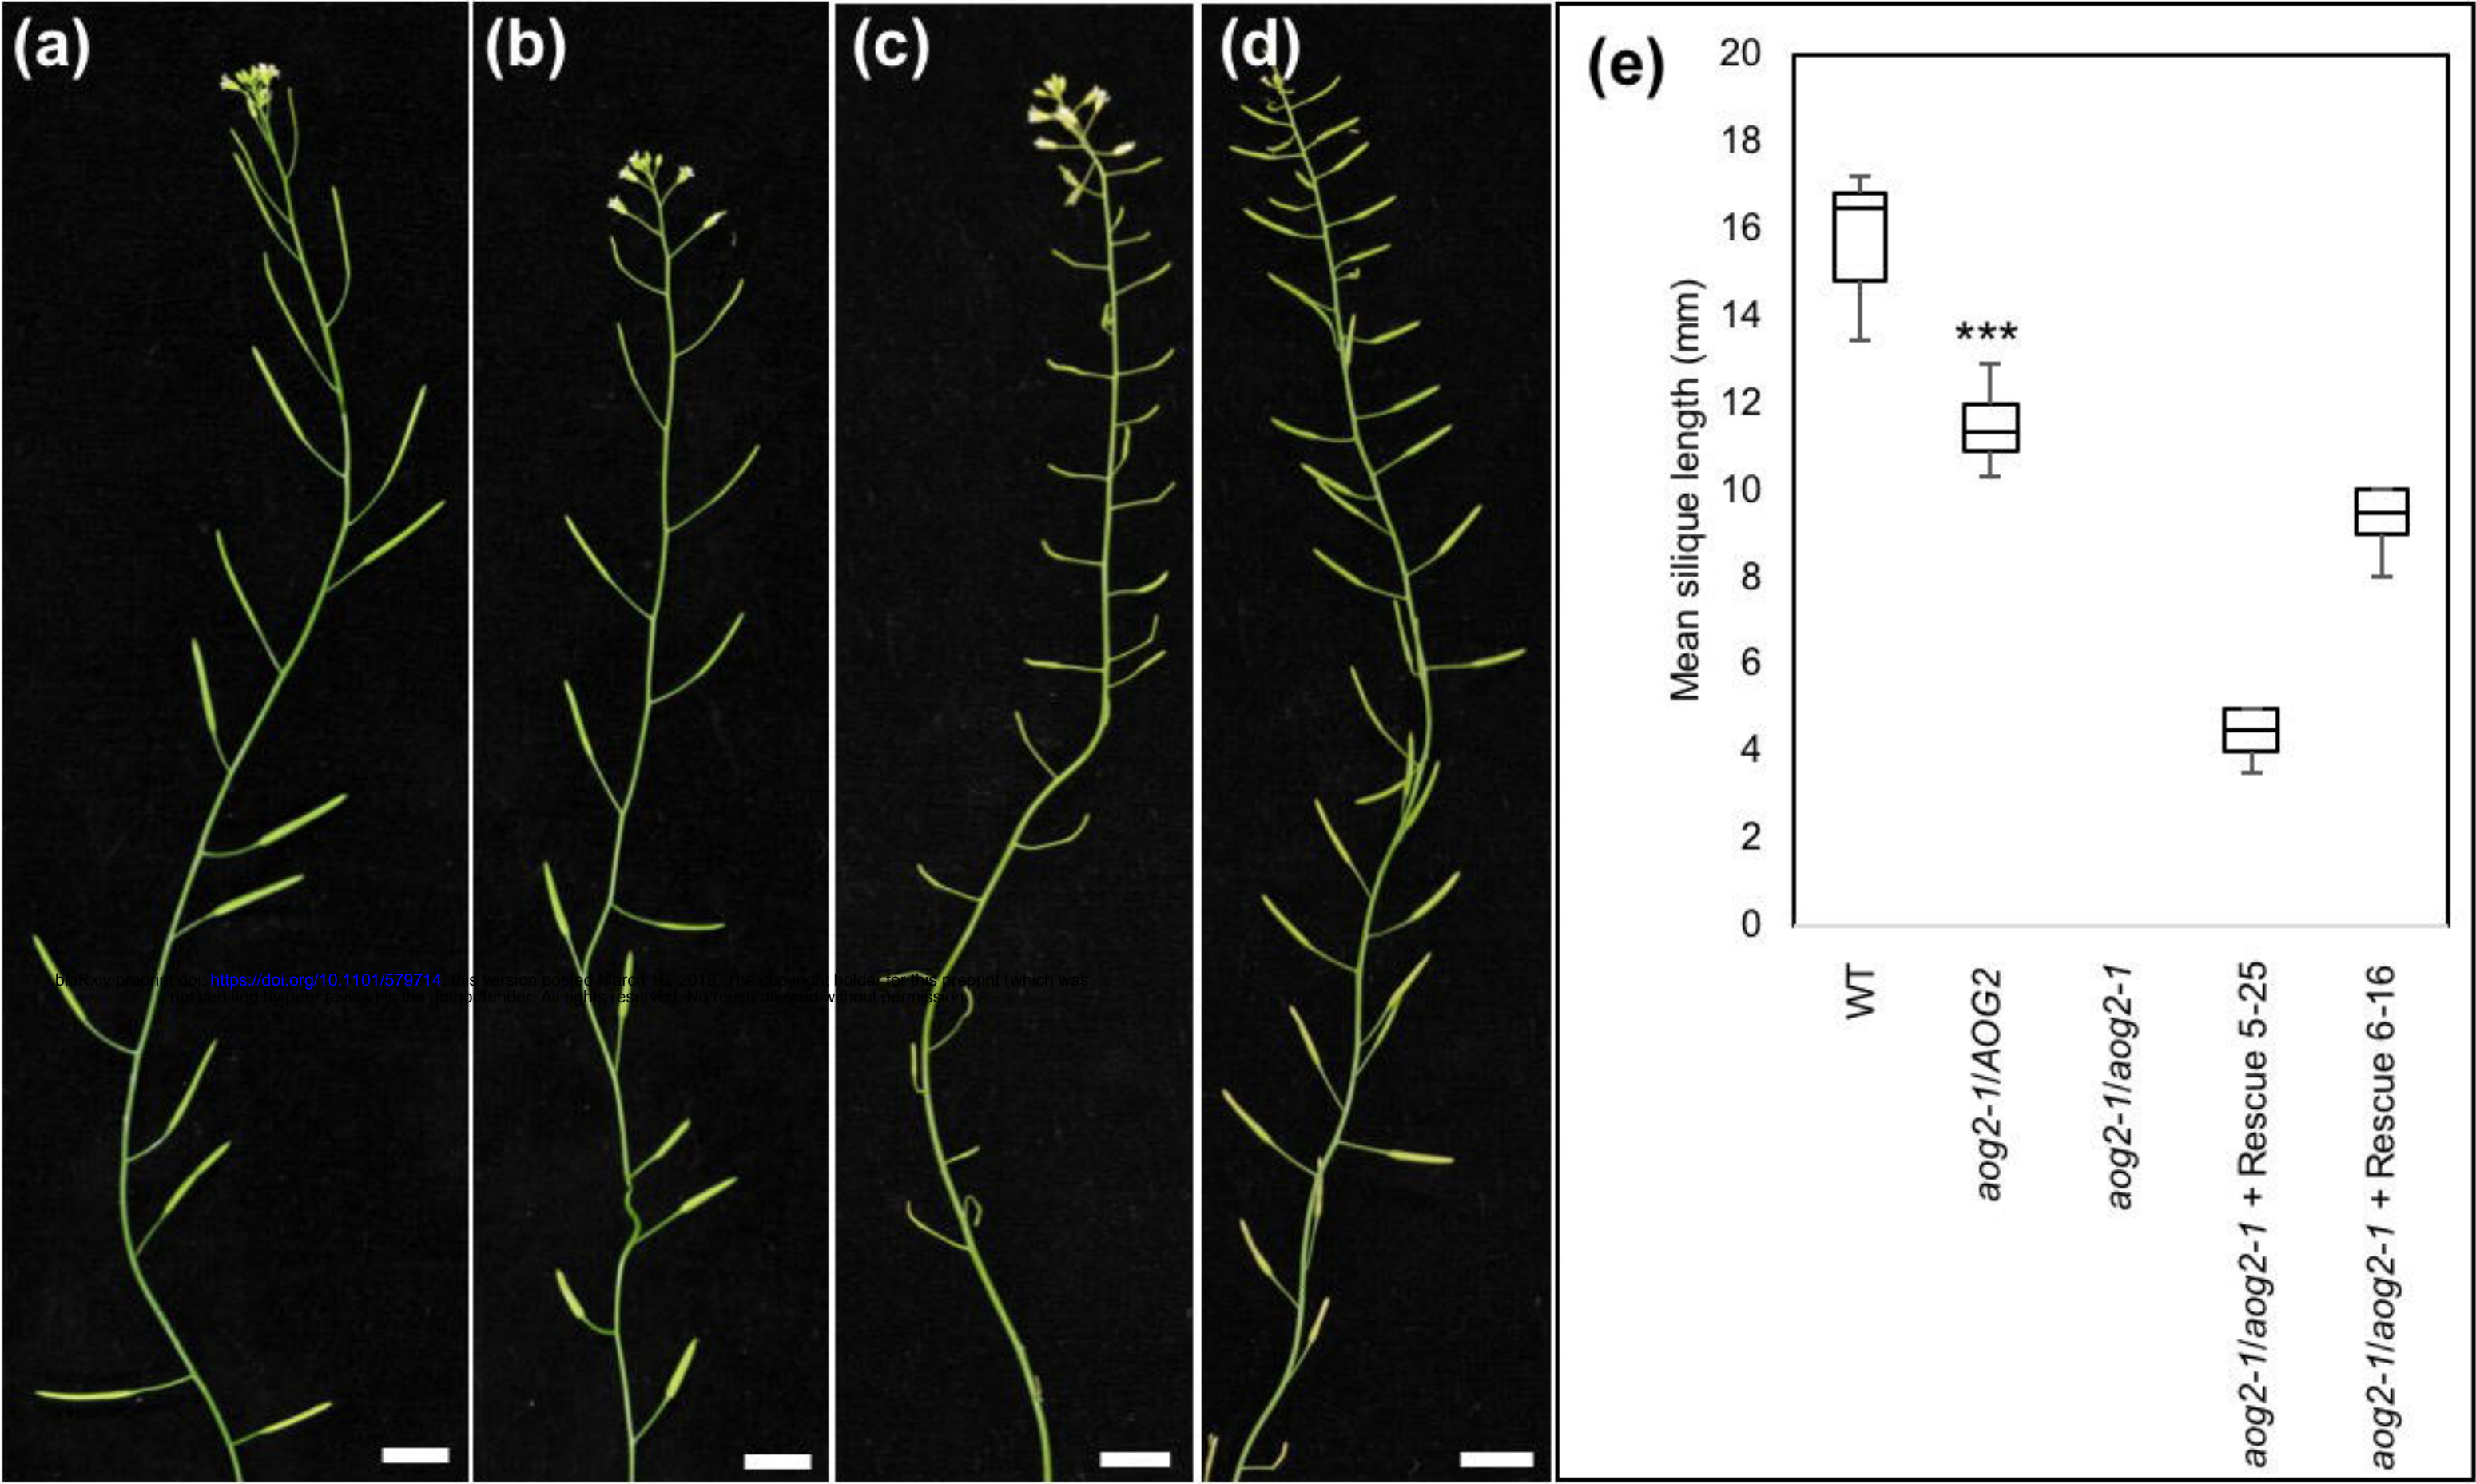 (a)
(b)
(c)
(d)
(e)
20
18
16
14
12
10
8
6
4
2
0
Mean silique length (mm)
***
WT
aog2-1/AOG2
aog2-1/aog2-1
aog2-1/aog2-1 + Rescue 5-25
aog2-1/aog2-1 + Rescue 6-16
bioRxiv preprint doi: https://doi.org/10.1101/579714; this version posted March 16, 2019. The copyright holder for this preprint (which was
not certified by peer review) is the author/funder. All rights reserved. No reuse allowed without permission.